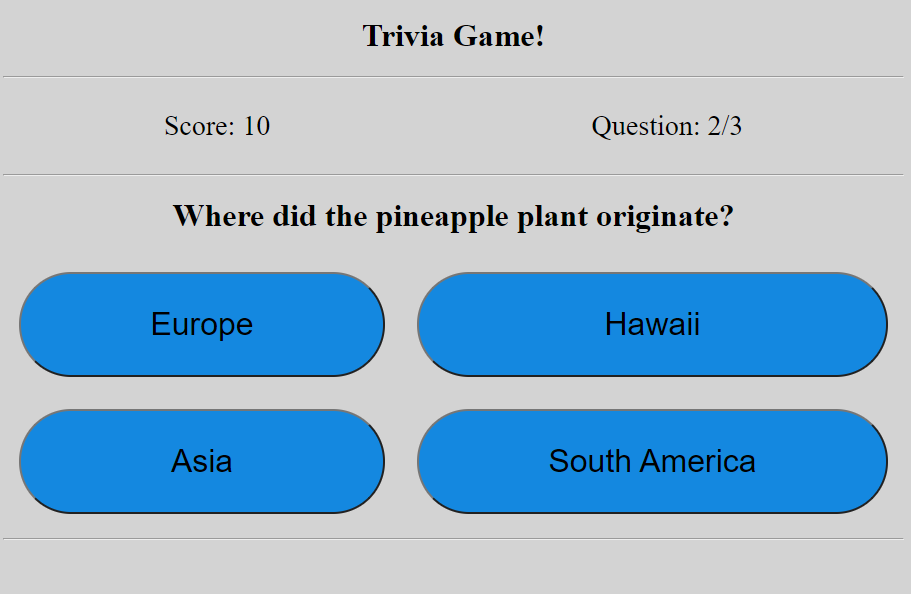 Trivia Game!
Score: 10
Question: 2/3
Where did the pineapple plant originate?
Europe
Hawaii
Asia
South America